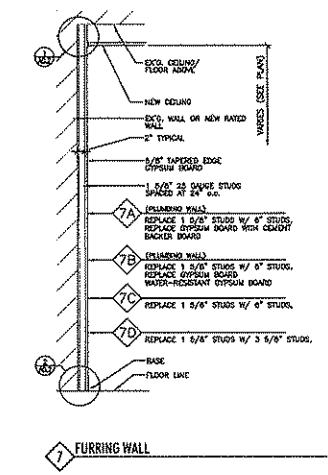 EX'G. CEILING/
FLOOR ABOVE
NEW CEILING
VARIES (SEE PLAN)
EX'G. WALL OR NEW RATED
WALL
2" TYPICAL
5/8" TAPERED EDGE
GYPSUM BOARD
1 5/8" 25 GAUGE STUDS
SPACED AT 24" o.c.
7A
(PLUMBING WALL)
REPLACE 1 5/8" STUDS W/ 6" STUDS,
REPLACE GYPSUM BOARD WITH CEMENT
BACKER BOARD
7B
(PLUMBING WALL)
REPLACE 1 5/8" STUDS W/ 6" STUDS,
REPLACE GYPSUM BOARD
WATER-RESISTANT GYPSUM BOARD
7C
REPLACE 1 5/8" STUDS W/ 6" STUDS,
7D
REPLACE 1 5/8" STUDS W/ 3 5/8" STUDS,
BASE
FLOOR LINE
7 FURRING WALL